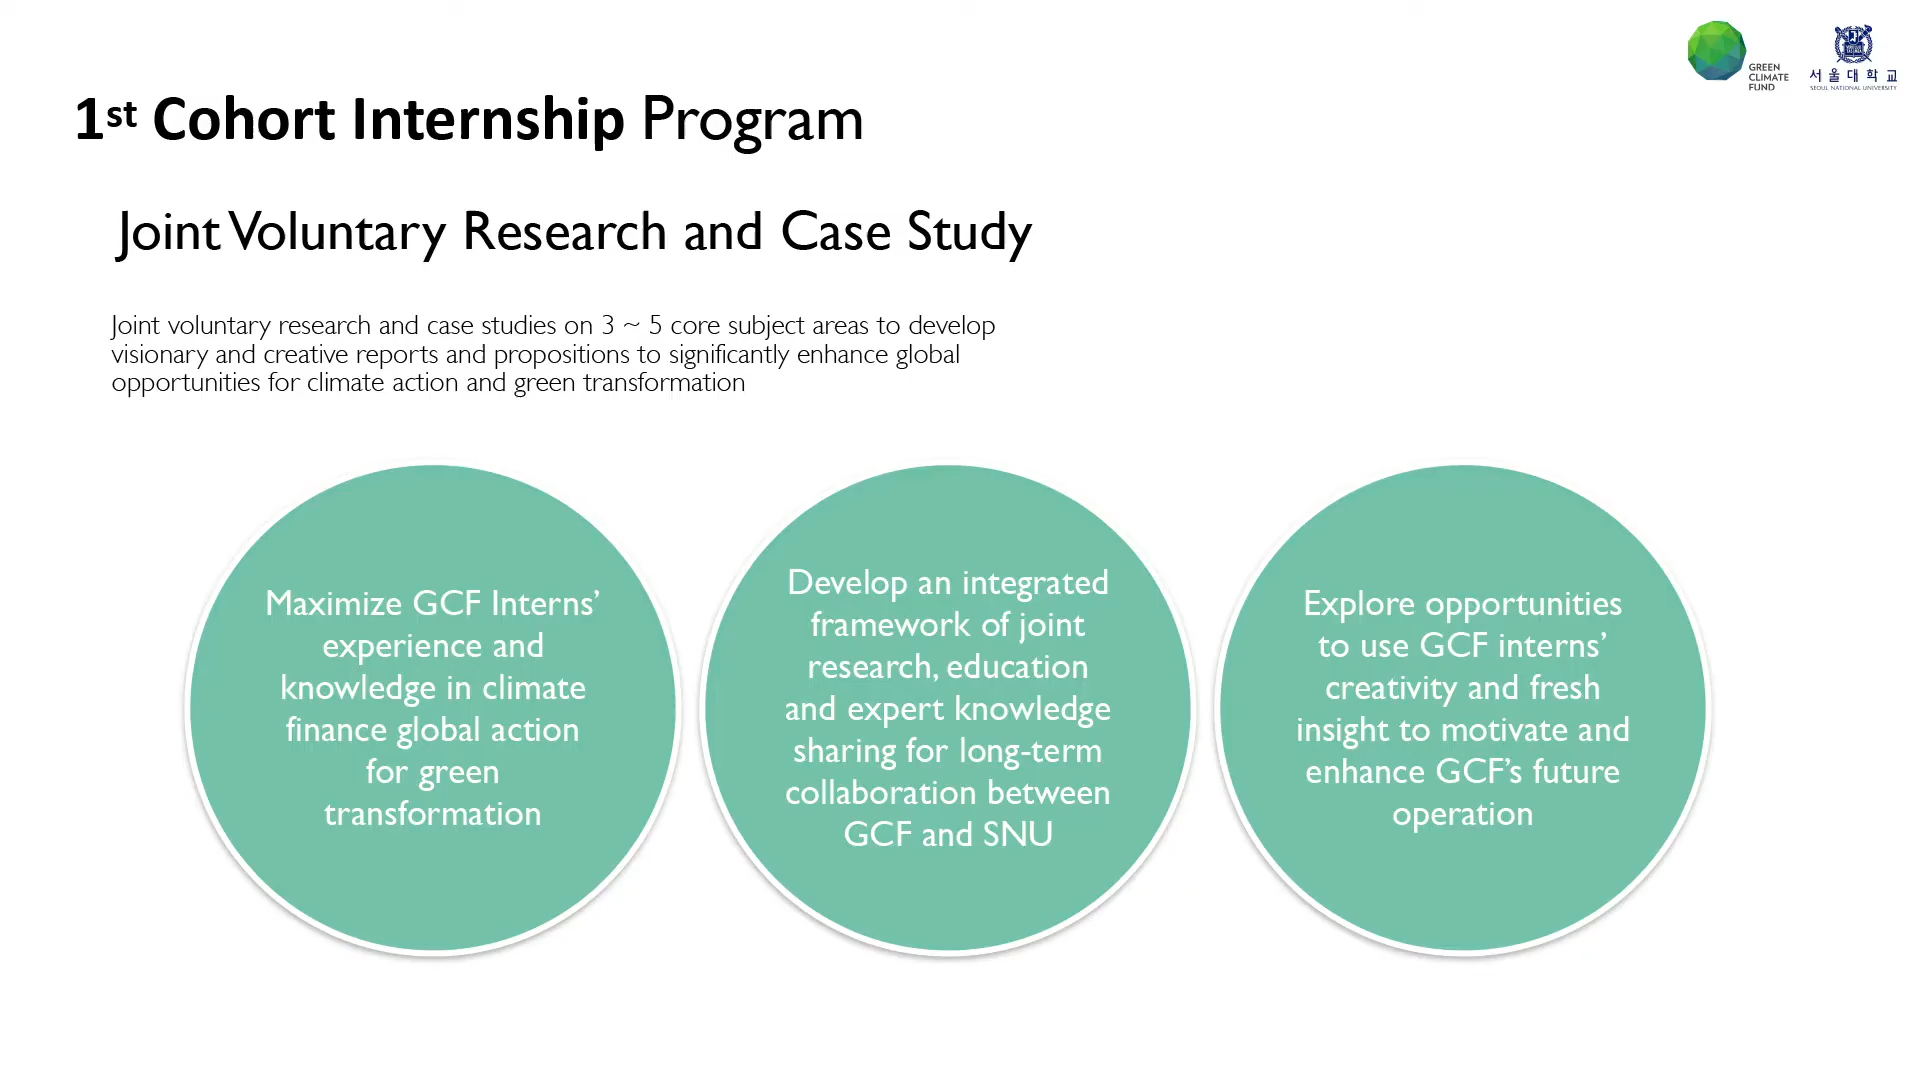 GREEN
CLIMATE
FUND
서울대학교
SEOUL NATIONAL UNIVERSITY
1st Cohort Internship Program
Joint Voluntary Research and Case Study
Joint voluntary research and case studies on 3 ~ 5 core subject areas to develop
visionary and creative reports and propositions to significantly enhance global
opportunities for climate action and green transformation
Maximize GCF Interns’
experience and
knowledge in climate
finance global action
for green
transformation
Develop an integrated
framework of joint
research, education
and expert knowledge
sharing for long-term
collaboration between
GCF and SNU
Explore opportunities
to use GCF interns’
creativity and fresh
insight to motivate and
enhance GCF’s future
operation